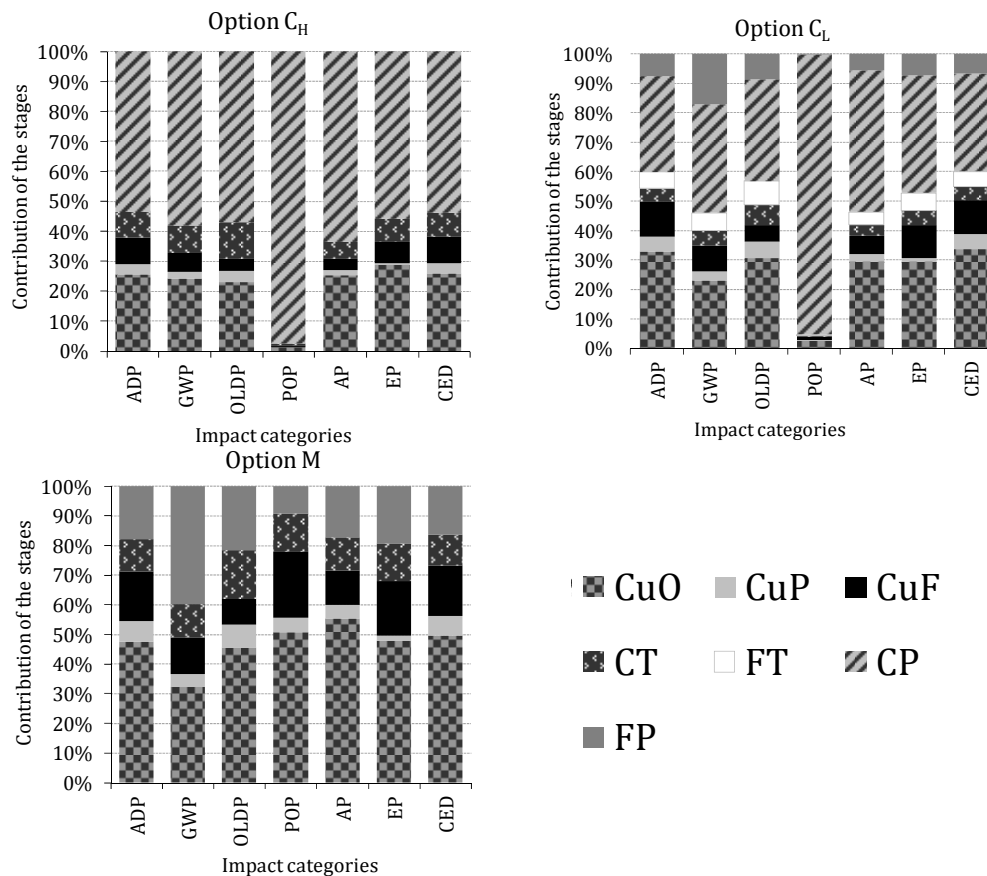 Option CH
100%
90%
80%
70%
60%
50%
40%
30%
20%
10%
0%
Contribution of the stages
ADP
GWP
OLDP
POP
AP
EP
CED
Impact categories
Option CL
100%
90%
80%
70%
60%
50%
40%
30%
20%
10%
0%
Contribution of the stages
ADP
GWP
OLDP
POP
AP
EP
CED
Impact categories
Option M
100%
90%
80%
70%
60%
50%
40%
30%
20%
10%
0%
Contribution of the stages
ADP
GWP
OLDP
POP
AP
EP
CED
Impact categories
CuO CuP CuF
CT FT CP
FP